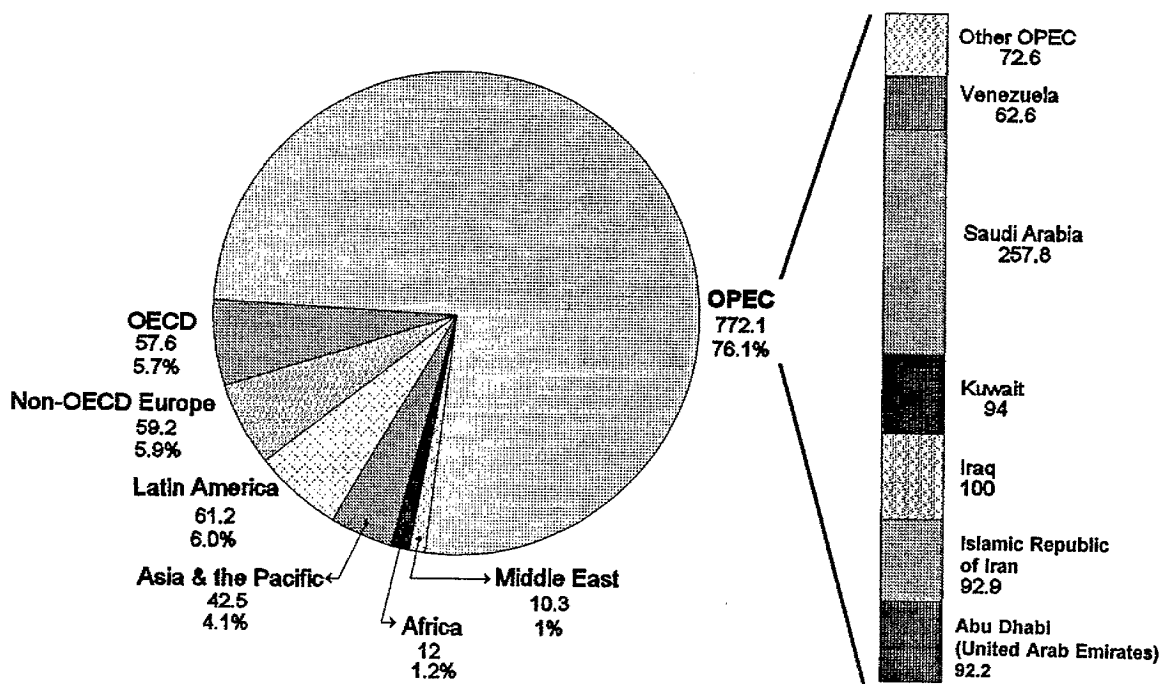 OECD
57.6
5.7%
Non-OECD Europe
59.2
5.9%
Latin America
61.2
6.0%
Asia & the Pacific
42.5
4.1%
Africa
12
1.2%
Middle East
10.3
1%
OPEC
772.1
76.1%
Other OPEC
72.6
Venezuela
62.6
Saudi Arabia
257.8
Kuwait
94
Iraq
100
Islamic Republic
of Iran
92.9
Abu Dhabi
(United Arab Emirates)
92.2